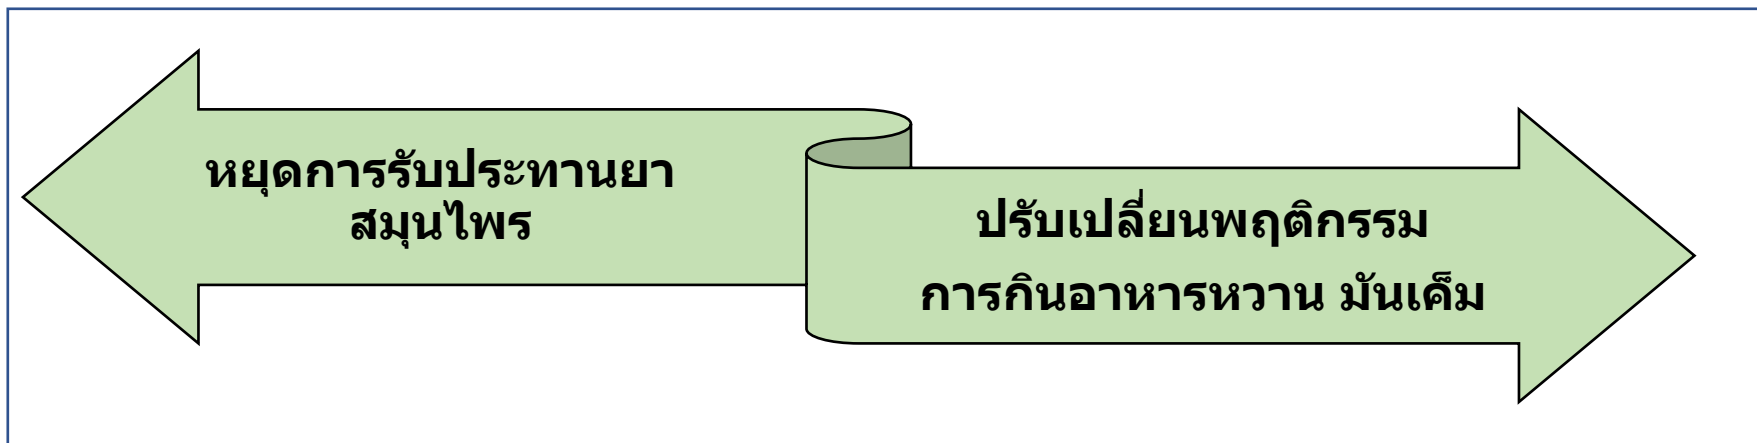 หยุดการรับประทานยา
สมุนไพร
ปรับเปลี่ยนพฤติกรรม
การกินอาหารหวาน มันเค็ม